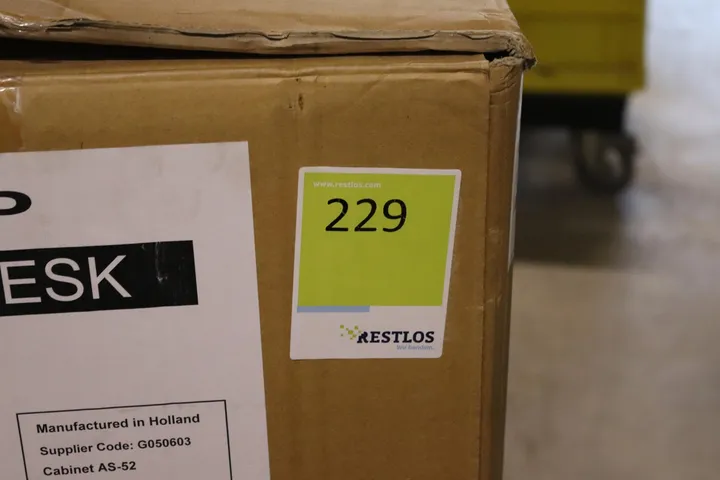 P
ESK
Manufactured in Holland
Supplier Code: G050603
Cabinet AS-52
www.restlos.com
229
RESTLOS